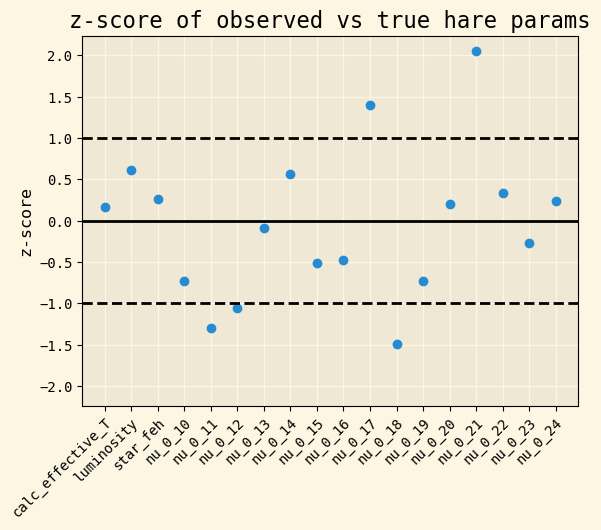 z-score of observed vs true hare params
z-score
2.0
1.5
1.0
0.5
0.0
−0.5
−1.0
−1.5
−2.0
calc_effective_T
luminosity
star_feh
nu_0_10
nu_0_11
nu_0_12
nu_0_13
nu_0_14
nu_0_15
nu_0_16
nu_0_17
nu_0_18
nu_0_19
nu_0_20
nu_0_21
nu_0_22
nu_0_23
nu_0_24